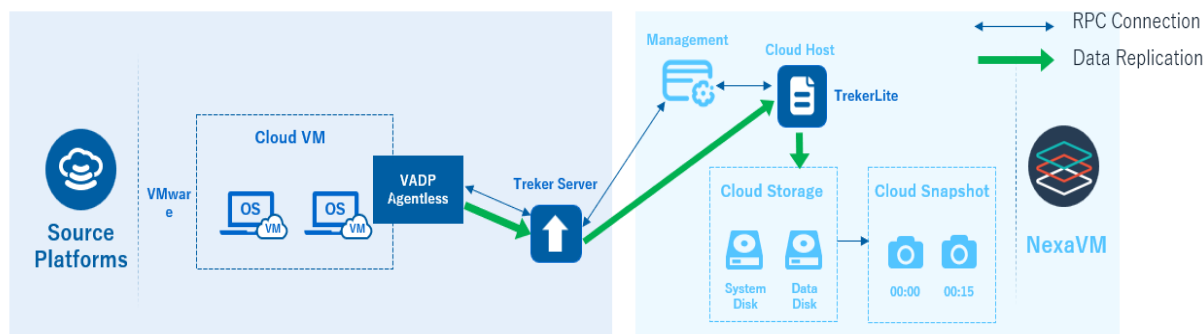 RPC Connection
Data Replication
Management
Cloud Host
TrekerLite
Cloud VM
OS
VM
OS
VM
VMwar
e
VADP
Agentless
Treker Server
Source
Platforms
Cloud Storage
System
Disk
Data
Disk
Cloud Snapshot
00:00
00:15
NexaVM